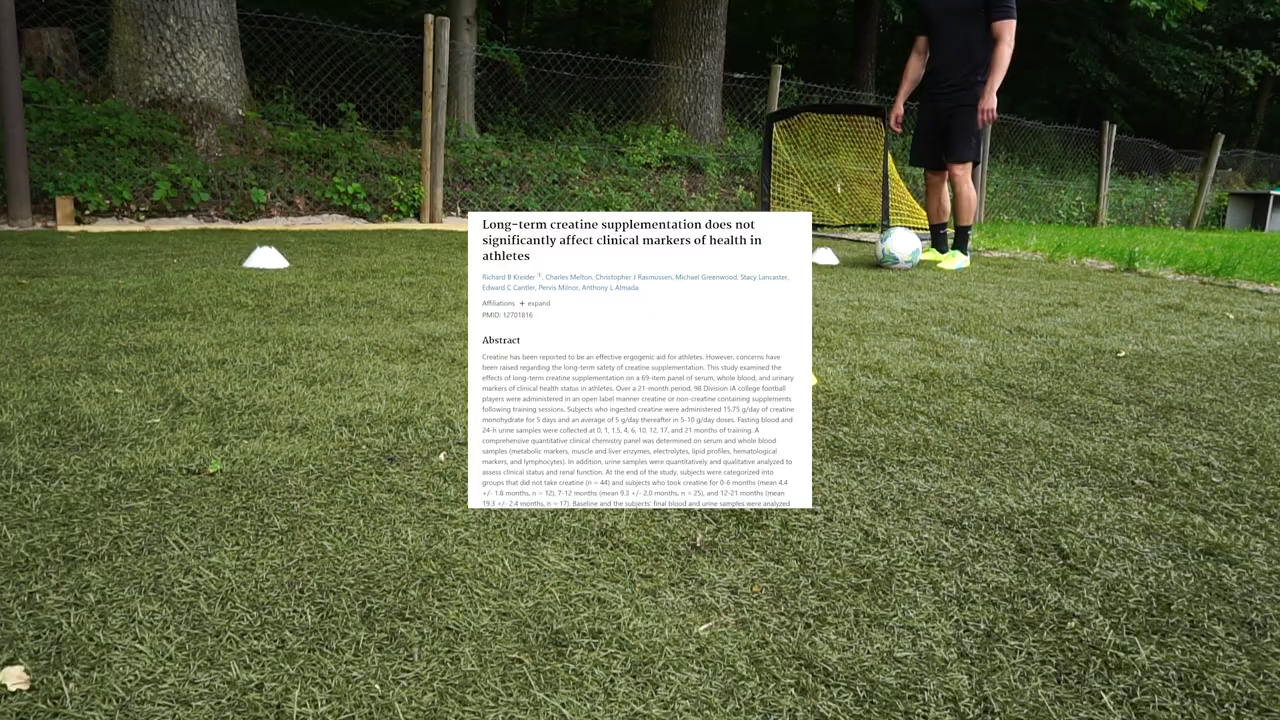 Long-term creatine supplementation does not
significantly affect clinical markers of health in
athletes
Richard B Kreider 1, Charles Melton, Christopher J Rasmussen, Michael Greenwood, Stacy Lancaster,
Edward C Cantler, Pervis Milnor, Anthony L Almada
Affiliations + expand
PMID: 12701816
Abstract
Creatine has been reported to be an effective ergogenic aid for athletes. However, concerns have
been raised regarding the long-term safety of creatine supplementation. This study examined the
effects of long-term creatine supplementation on a 69-item panel of serum, whole blood, and urinary
markers of clinical health status in athletes. Over a 21-month period, 98 Division IA college football
players were administered in an open label manner creatine or non-creatine containing supplements
following training sessions. Subjects who ingested creatine were administered 15.75 g/day of creatine
monohydrate for 5 days and an average of 5 g/day thereafter in 5-10 g/day doses. Fasting blood and
24-h urine samples were collected at 0, 1, 1.5, 4, 6, 10, 12, 17, and 21 months of training. A
comprehensive quantitative clinical chemistry panel was determined on serum and whole blood
samples (metabolic markers, muscle and liver enzymes, electrolytes, lipid profiles, hematological
markers, and lymphocytes). In addition, urine samples were quantitatively and qualitative analyzed to
assess clinical status and renal function. At the end of the study, subjects were categorized into
groups that did not take creatine (n = 44) and subjects who took creatine for 0-6 months (mean 4.4
+/- 1.8 months, n = 12), 7-12 months (mean 9.3 +/- 2.0 months, n = 25), and 12-21 months (mean
19.3 +/- 2.4 months, n = 17). Baseline and the subjects' final blood and urine samples were analyzed